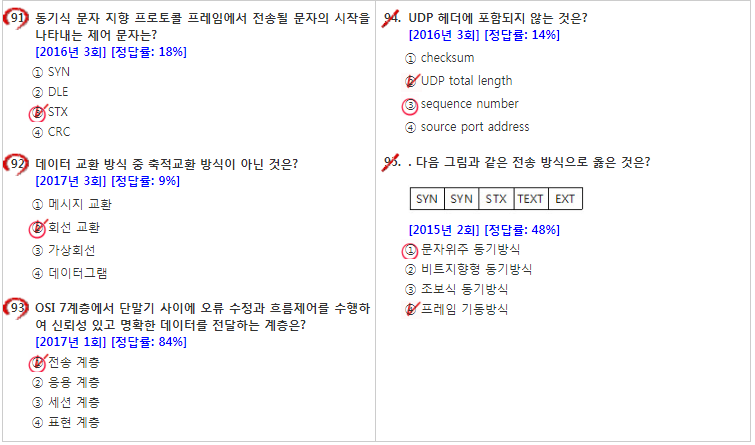 91. 동기식 문자 지향 프로토콜 프레임에서 전송될 문자의 시작을
나타내는 제어 문자는?
[2016년 3회] [정답률: 18%]
① SYN
② DLE
③ STX
④ CRC
92. 데이터 교환 방식 중 축적교환 방식이 아닌 것은?
[2017년 3회] [정답률: 9%]
① 메시지 교환
② 회선 교환
③ 가상회선
④ 데이터그램
93. OSI 7계층에서 단말기 사이에 오류 수정과 흐름제어를 수행하
여 신뢰성 있고 명확한 데이터를 전달하는 계층은?
[2017년 1회] [정답률: 84%]
① 전송 계층
② 응용 계층
③ 세션 계층
④ 표현 계층
94. UDP 헤더에 포함되지 않는 것은?
[2016년 3회] [정답률: 14%]
① checksum
② UDP total length
③ sequence number
④ source port address
95. . 다음 그림과 같은 전송 방식으로 옳은 것은?
SYN SYN STX TEXT EXT
[2015년 2회] [정답률: 48%]
① 문자위주 동기방식
② 비트지향형 동기방식
③ 조보식 동기방식
④ 프레임 기동방식